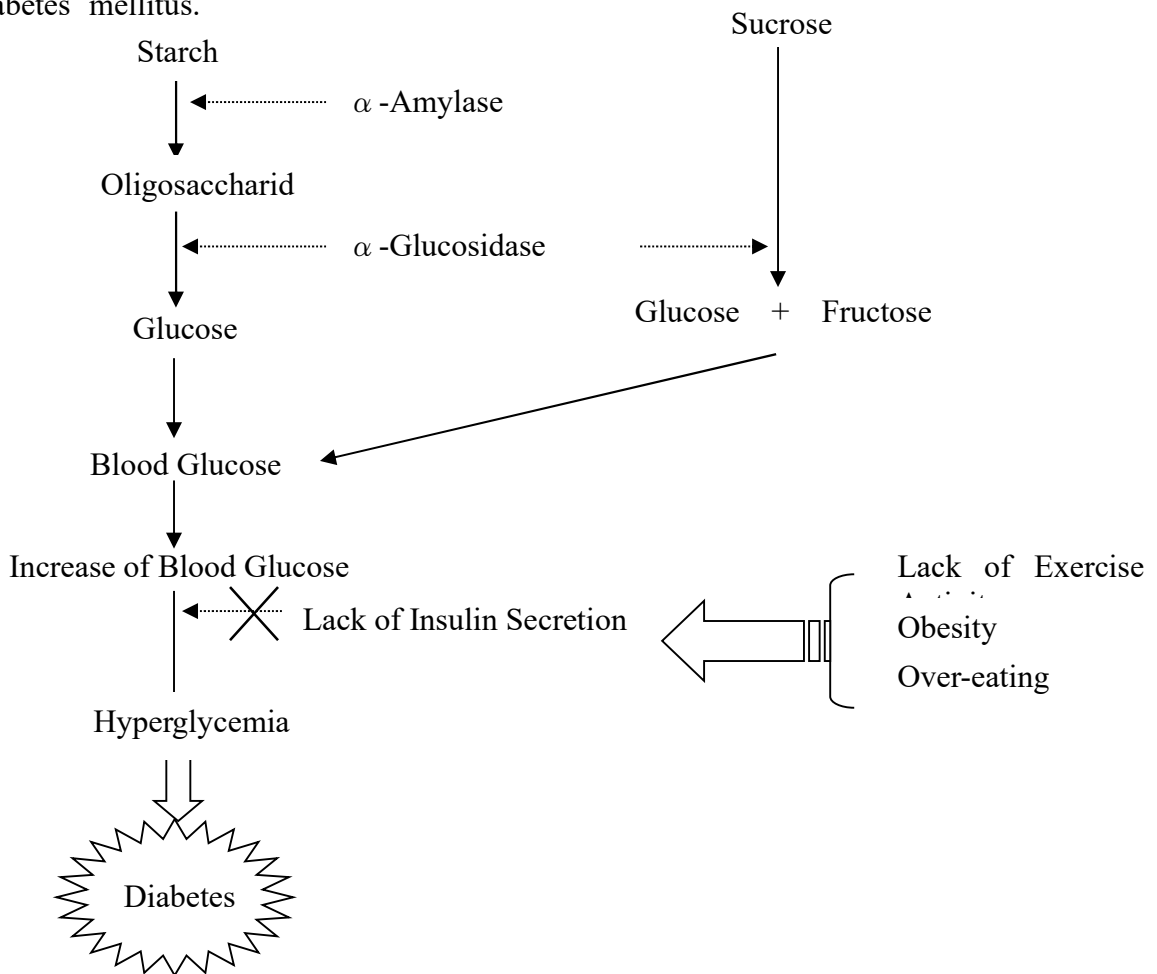 mellitus.
Sucrose
Starch
α-Amylase
Oligosaccharid
α-Glucosidase
Glucose + Fructose
Glucose
Blood Glucose
Increase of Blood Glucose
Lack of Exercise
Lack of Insulin Secretion
Obesity
Over-eating
Hyperglycemia
Diabetes